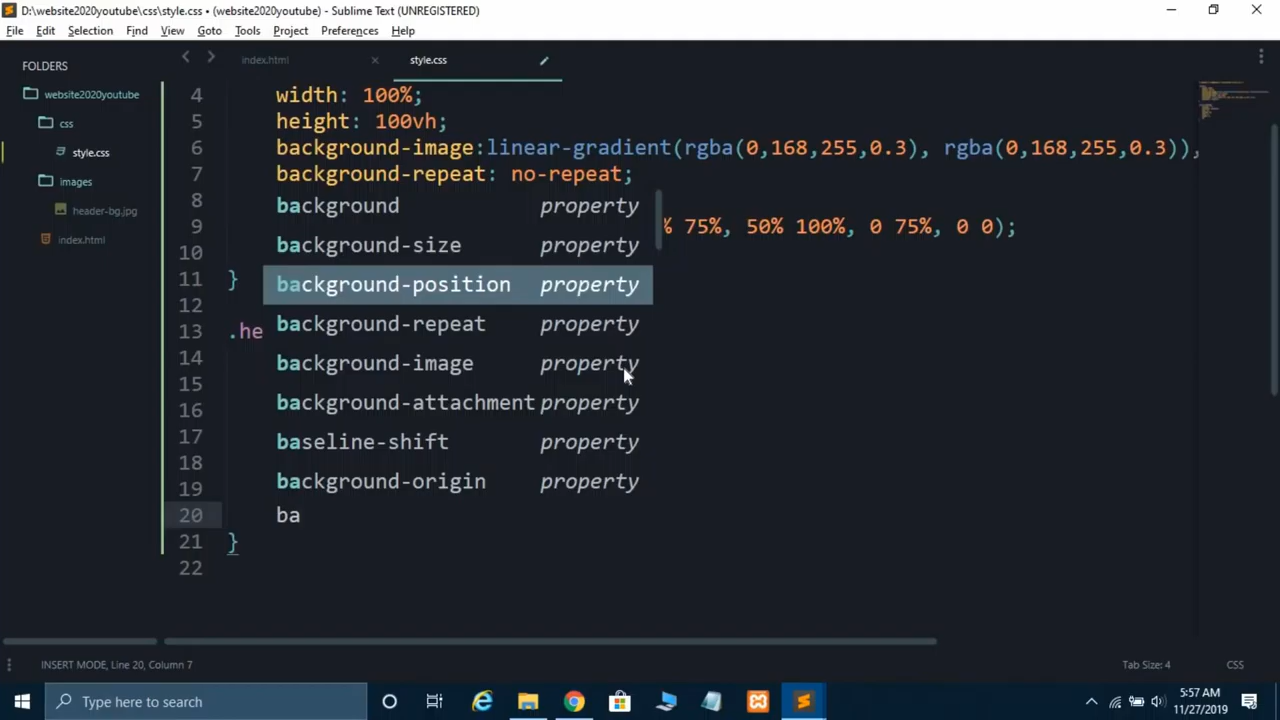 D:\website2020youtube\css\style.css • (website2020youtube) - Sublime Text (UNREGISTERED)
File Edit Selection Find View Goto Tools Project Preferences Help
FOLDERS
website2020youtube
css
style.css
images
header-bg.jpg
index.html
index.html style.css
4 width: 100%;
5 height: 100vh;
6 background-image:linear-gradient(rgba(0,168,255,0.3), rgba(0,168,255,0.3)),
7 background-repeat: no-repeat;
8
9 % 75%, 50% 100%, 0 75%, 0 0);
10
11 }
12
13 .he
14
15
16
17
18
19
20 ba
21 }
22
background property
background-size property
background-position property
background-repeat property
background-image property
background-attachment property
baseline-shift property
background-origin property
INSERT MODE, Line 20, Column 7 Tab Size: 4 CSS
Type here to search
5:57 AM
11/27/2019